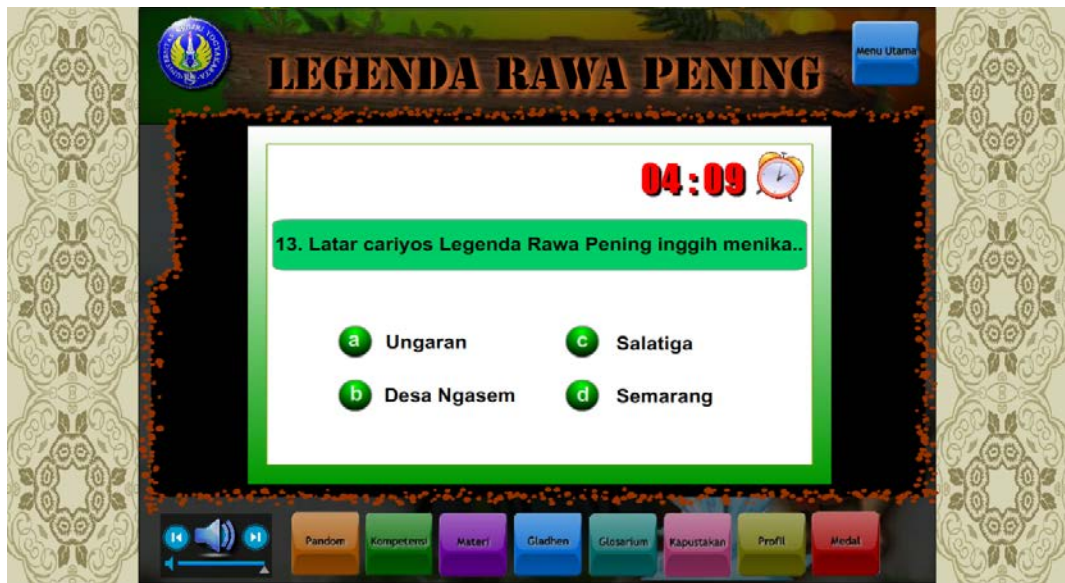 LEGENDA RAWA PENING
Menu Utama
04:09
13. Latar cariyos Legenda Rawa Pening inggih menika..
a Ungaran
c Salatiga
b Desa Ngasem
d Semarang
Pandom
Kompetensi
Materi
Gladhen
Glosarium
Kapustakan
Profil
Medal